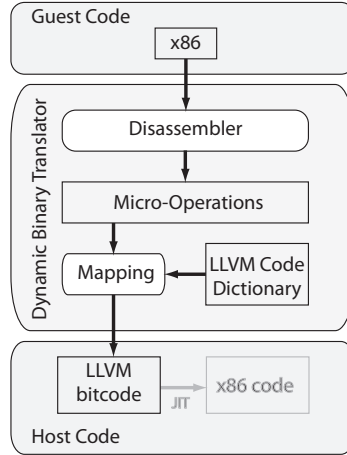 Guest Code
x86
Dynamic Binary Translator
Disassembler
Micro-Operations
Mapping
LLVM Code
Dictionary
LLVM
bitcode
JIT
x86 code
Host Code